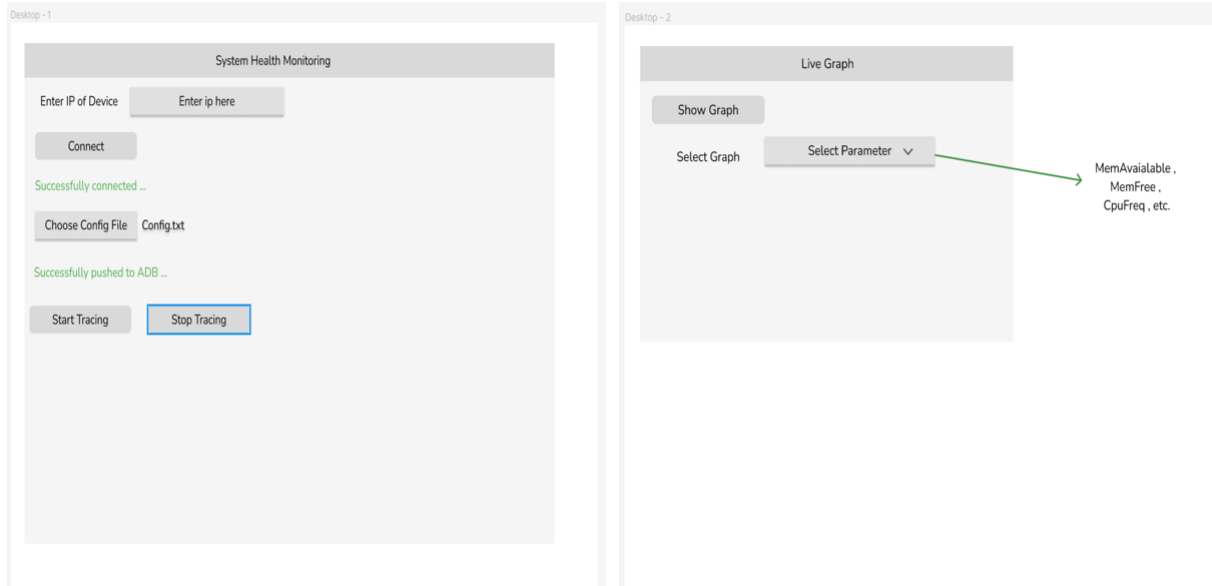 Desktop - 1
System Health Monitoring
Enter IP of Device
Enter ip here
Connect
Successfully connected ...
Choose Config File
Config.txt
Successfully pushed to ADB ...
Start Tracing
Stop Tracing
Desktop - 2
Live Graph
Show Graph
Select Graph
Select Parameter
MemAvaialable ,
MemFree ,
CpuFreq , etc.